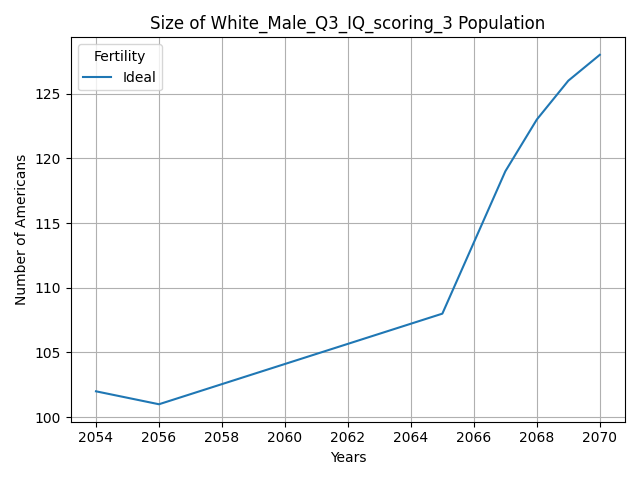 Size of White_Male_Q3_IQ_scoring_3 Population
Fertility
Ideal
Number of Americans
125
120
115
110
105
100
2054 2056 2058 2060 2062 2064 2066 2068 2070
Years